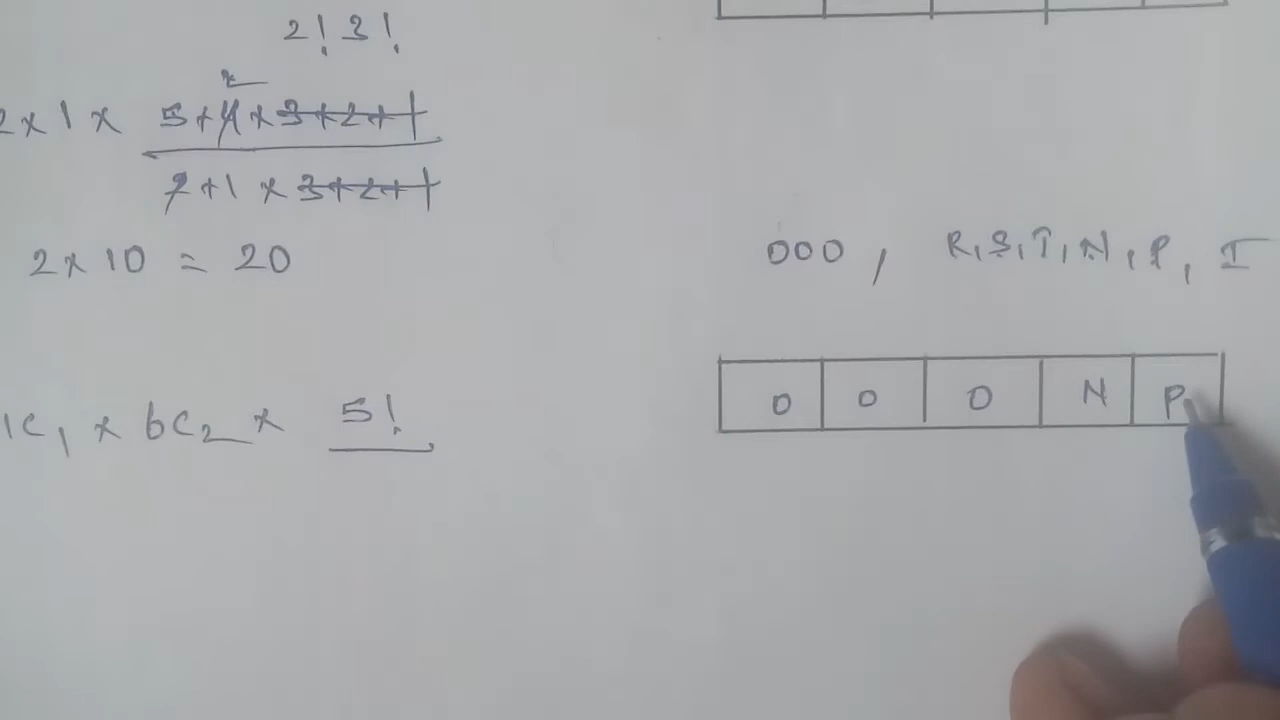 2! 3!
2
2 x 1 x 5 + 4 x 3 + 2 + 1
2 + 1 x 3 + 2 + 1
2 x 10 = 20
000 , R, S, T, N, P, I
1C1 x 6C2 x 5!
0 0 0 N P